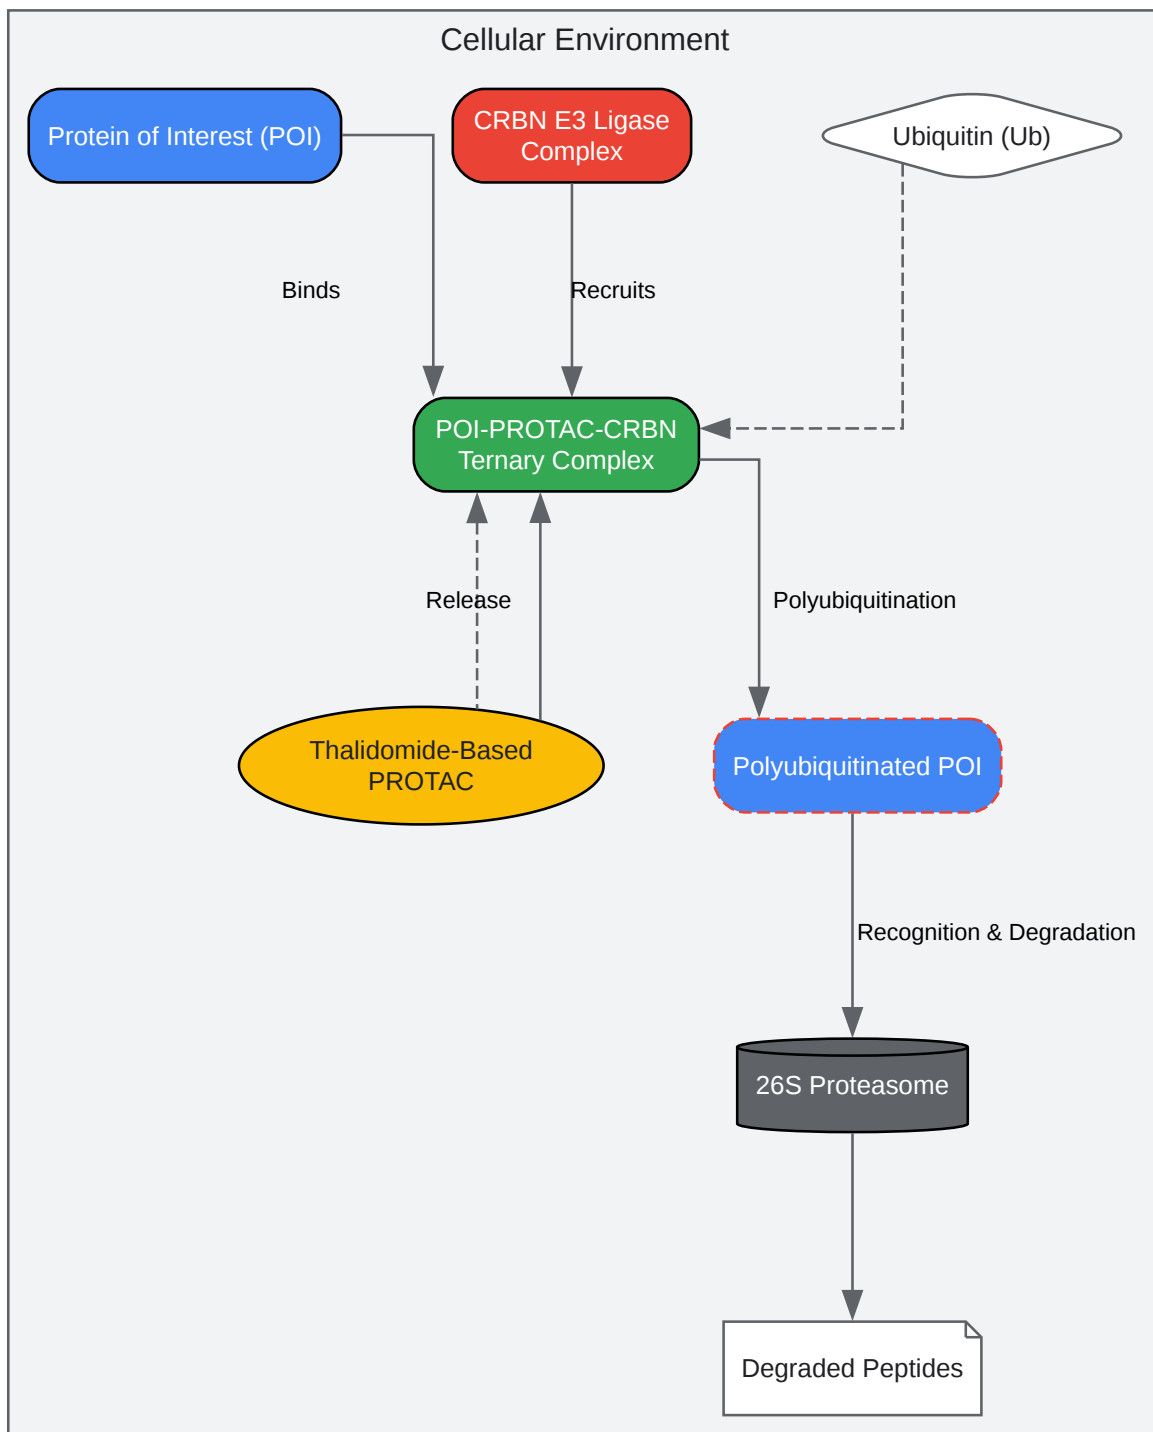 Cellular Environment
Protein of Interest (POI)
CRBN E3 Ligase
Complex
Ubiquitin (Ub)
Binds
Recruits
POI-PROTAC-CRBN
Ternary Complex
Release
Polyubiquitination
Thalidomide-Based
PROTAC
Polyubiquitinated POI
Recognition & Degradation
26S Proteasome
Degraded Peptides